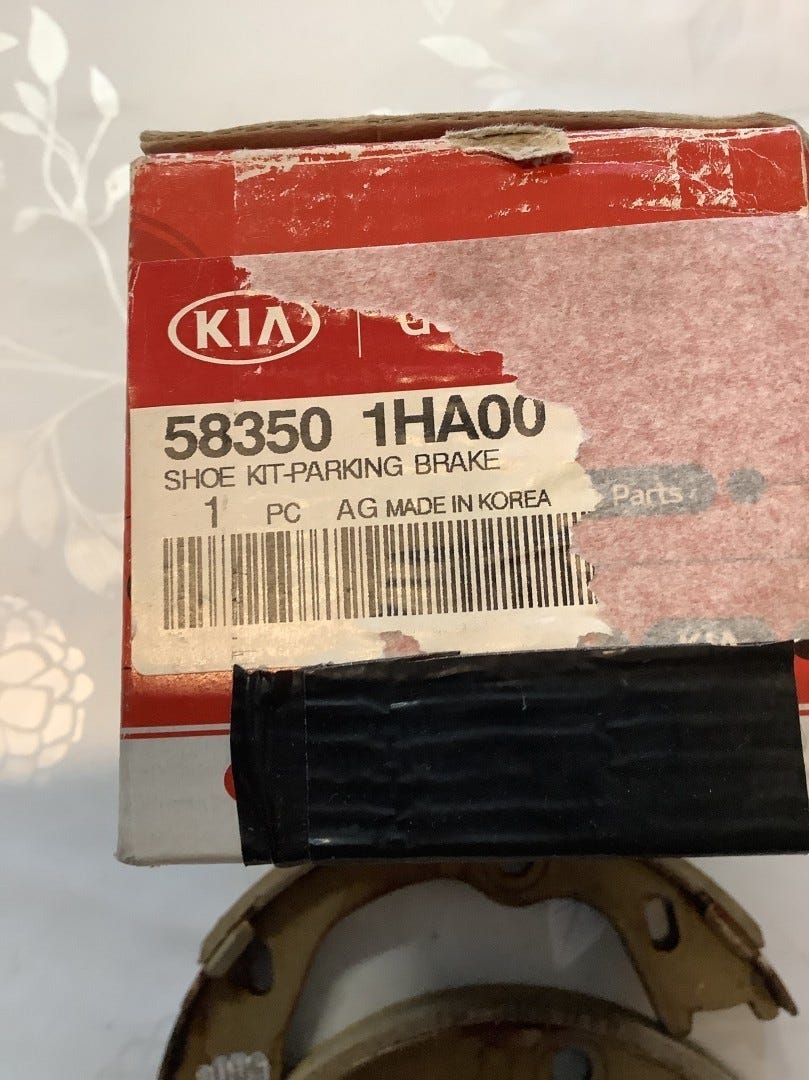 KIA
58350 1HA00
SHOE KIT-PARKING BRAKE
1 PC AG MADE IN KOREA
Parts
KIA